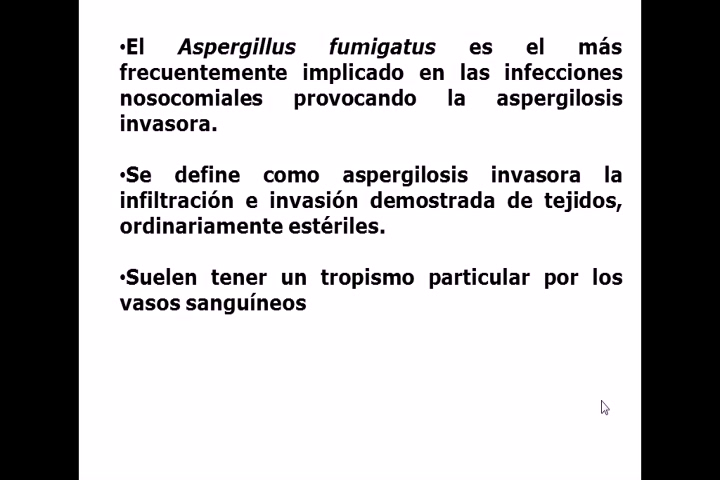 •El Aspergillus fumigatus es el más
frecuentemente implicado en las infecciones
nosocomiales provocando la aspergilosis
invasora.
•Se define como aspergilosis invasora la
infiltración e invasión demostrada de tejidos,
ordinariamente estériles.
•Suelen tener un tropismo particular por los
vasos sanguíneos